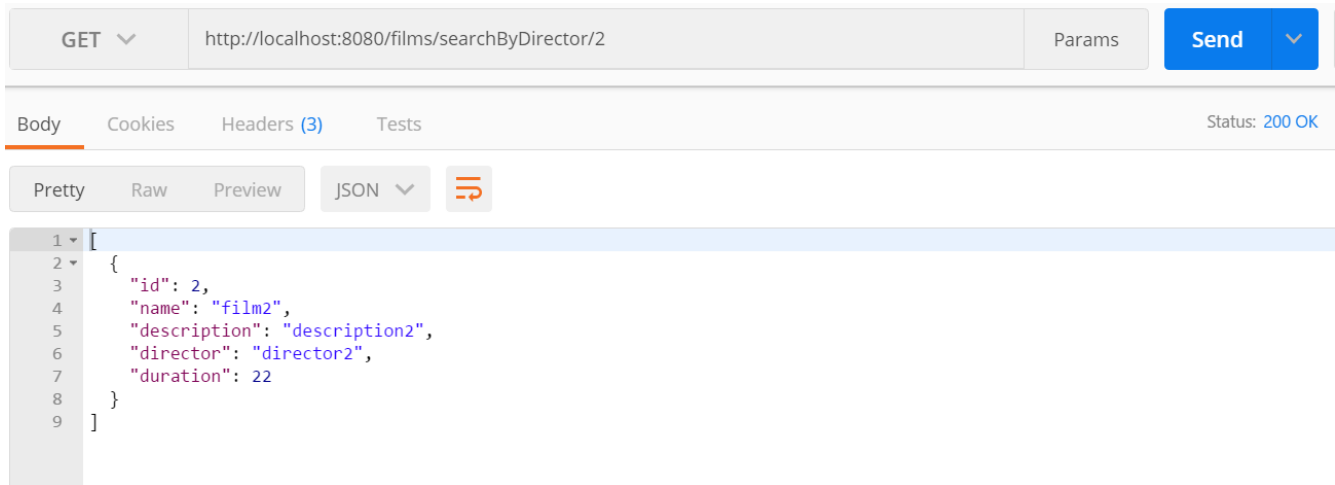 GET http://localhost:8080/films/searchByDirector/2 Params Send
Body Cookies Headers (3) Tests Status: 200 OK
Pretty Raw Preview JSON
1 [
2 {
3 "id": 2,
4 "name": "film2",
5 "description": "description2",
6 "director": "director2",
7 "duration": 22
8 }
9 ]